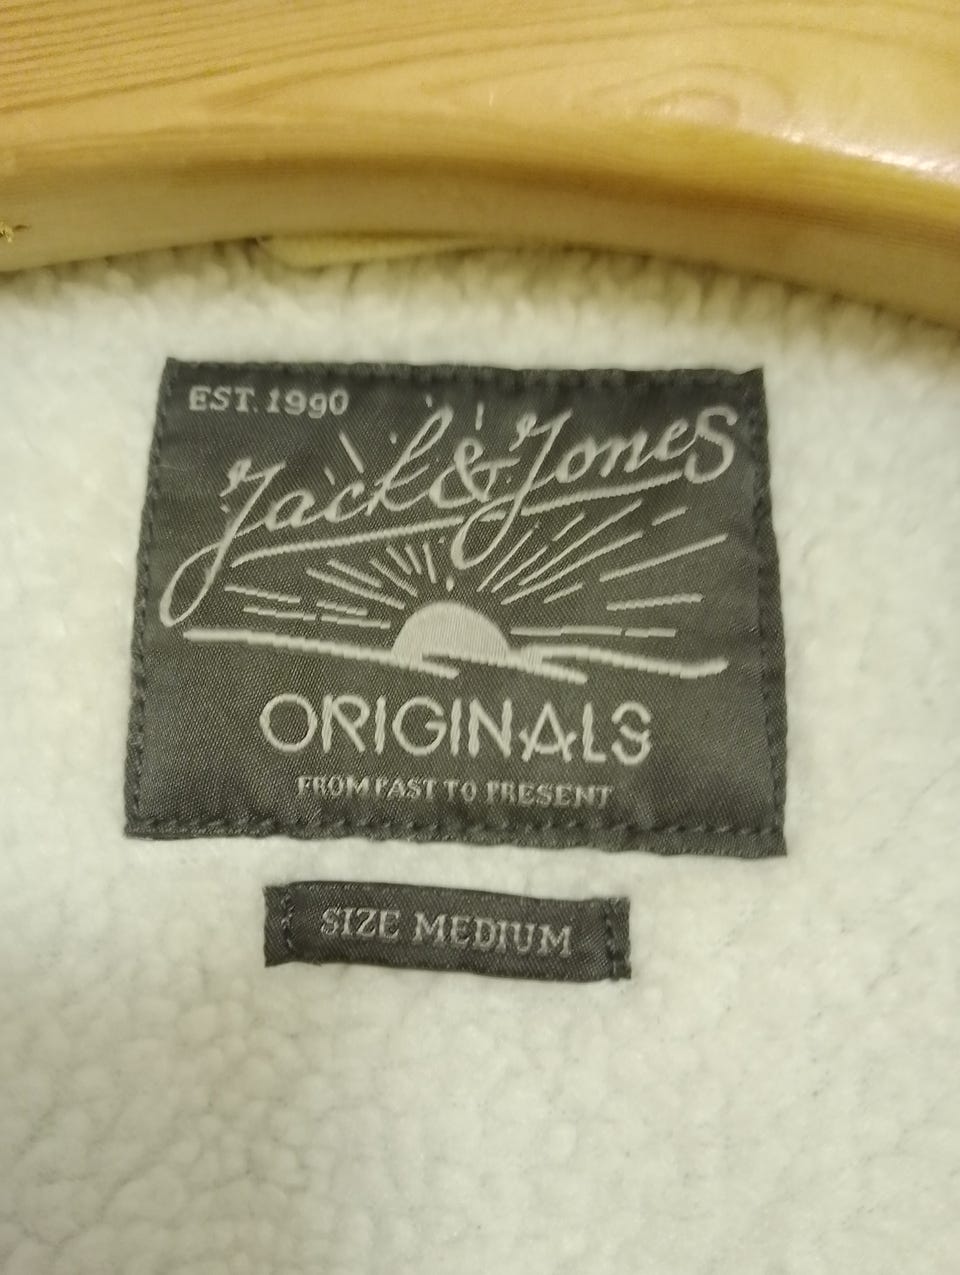 EST. 1990
Jack & Jones
ORIGINALS
FROM PAST TO PRESENT
SIZE MEDIUM